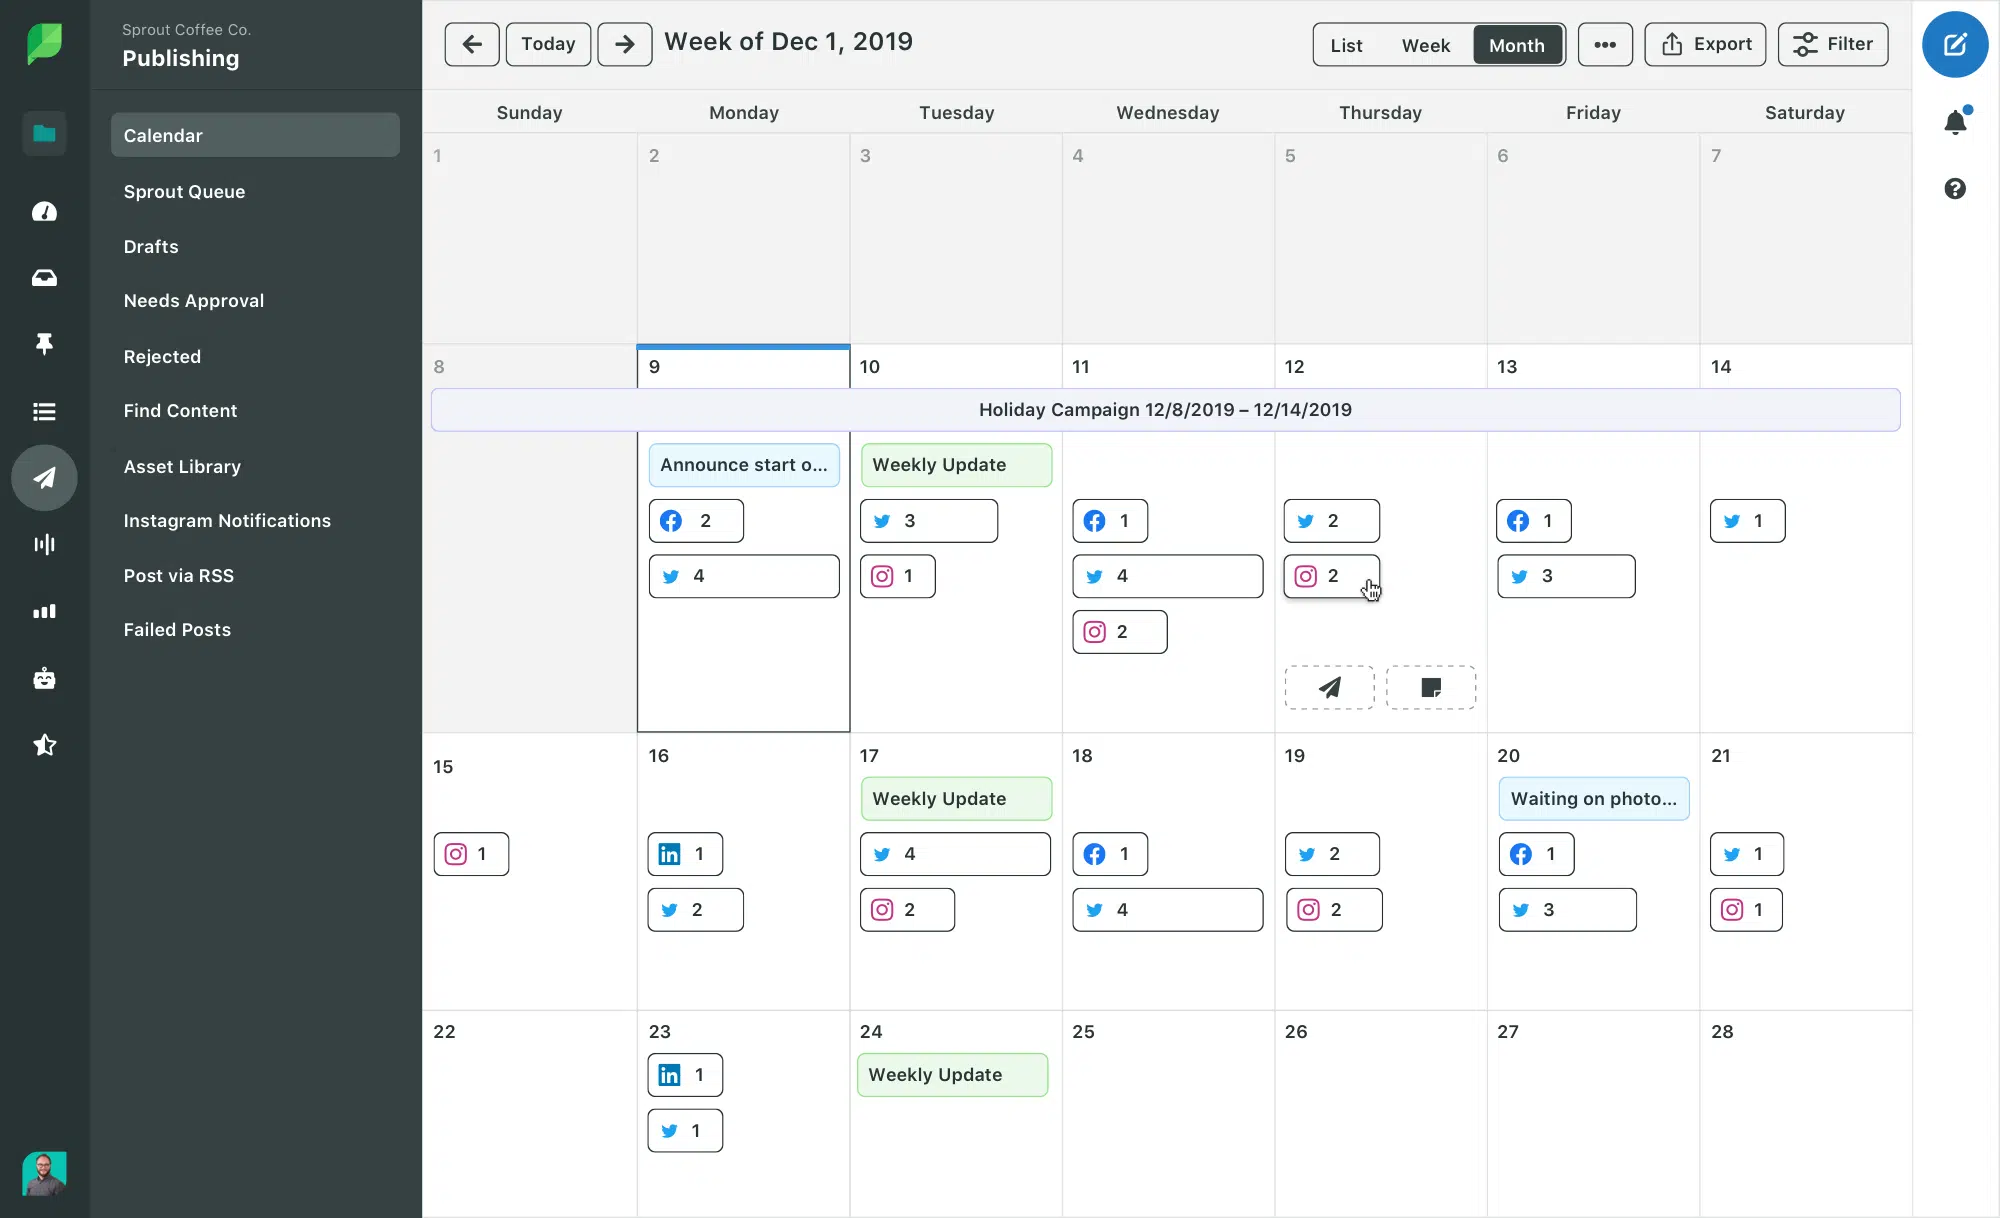 Sprout Coffee Co.
Publishing
Calendar
Sprout Queue
Drafts
Needs Approval
Rejected
Find Content
Asset Library
Instagram Notifications
Post via RSS
Failed Posts
Today
Week of Dec 1, 2019
List Week Month
Export
Filter
Sunday Monday Tuesday Wednesday Thursday Friday Saturday
1 2 3 4 5 6 7
8 9 10 11 12 13 14
Holiday Campaign 12/8/2019 – 12/14/2019
Announce start o... Weekly Update
2 3 1 2 1 1
4 1 4 2 3
2
15 16 17 18 19 20 21
Weekly Update Waiting on photo...
1 in 1 4 1 2 1 1
2 2 4 2 3 1
22 23 24 25 26 27 28
in 1 Weekly Update
1